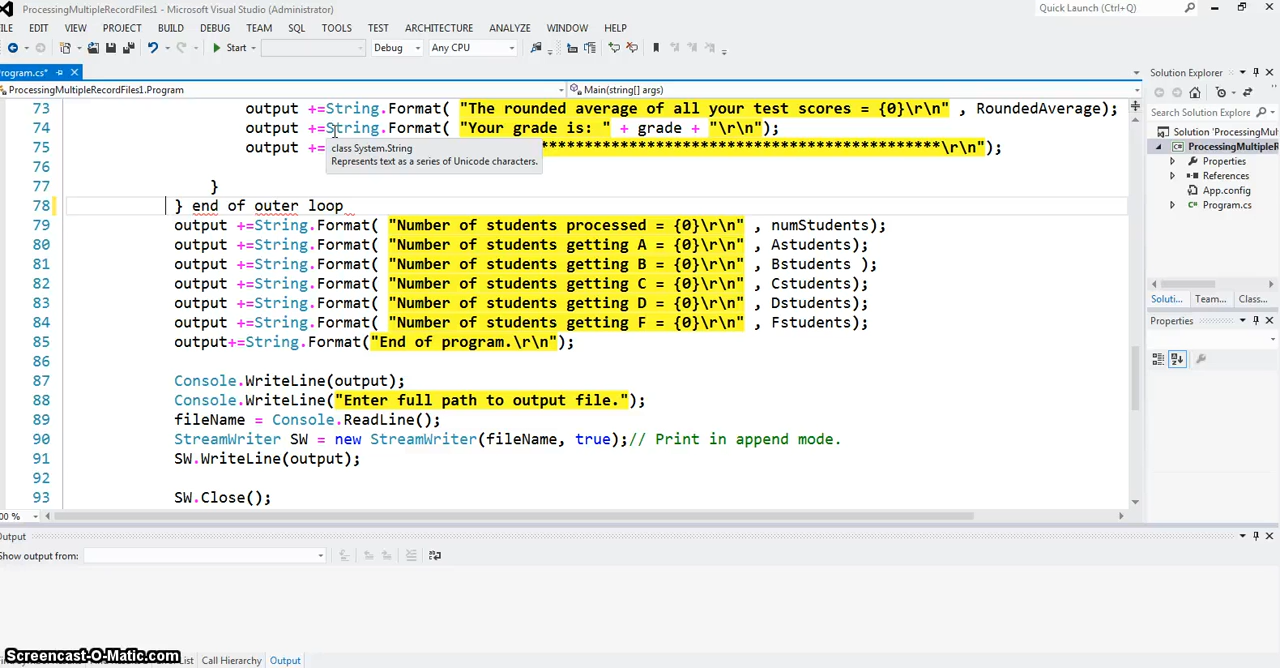 ProcessingMultipleRecordFiles1 - Microsoft Visual Studio (Administrator)
Quick Launch (Ctrl+Q)
ILE EDIT VIEW PROJECT BUILD DEBUG TEAM SQL TOOLS TEST ARCHITECTURE ANALYZE WINDOW HELP
Start Debug Any CPU
rogram.cs*
Solution Explorer
ProcessingMultipleRecordFiles1.Program
Main(string[] args)
Search Solution Explorer
73 output +=String.Format( "The rounded average of all your test scores = {0}\r\n" , RoundedAverage);
74 output +=String.Format( "Your grade is: " + grade + "\r\n");
class System.String
Represents text as a series of Unicode characters.
75 output += *********************************************\r\n");
76
77 }
78 } end of outer loop
79 output +=String.Format( "Number of students processed = {0}\r\n" , numStudents);
80 output +=String.Format( "Number of students getting A = {0}\r\n" , Astudents);
81 output +=String.Format( "Number of students getting B = {0}\r\n" , Bstudents );
82 output +=String.Format( "Number of students getting C = {0}\r\n" , Cstudents);
83 output +=String.Format( "Number of students getting D = {0}\r\n" , Dstudents);
84 output +=String.Format( "Number of students getting F = {0}\r\n" , Fstudents);
85 output+=String.Format("End of program.\r\n");
86
87 Console.WriteLine(output);
88 Console.WriteLine("Enter full path to output file.");
89 fileName = Console.ReadLine();
90 StreamWriter SW = new StreamWriter(fileName, true);// Print in append mode.
91 SW.WriteLine(output);
92
93 SW.Close();
Solution 'ProcessingMul
ProcessingMultipleR
Properties
References
App.config
Program.cs
Soluti... Team... Class...
Properties
00 %
Output
Show output from:
Screencast-O-Matic.com
List Call Hierarchy Output